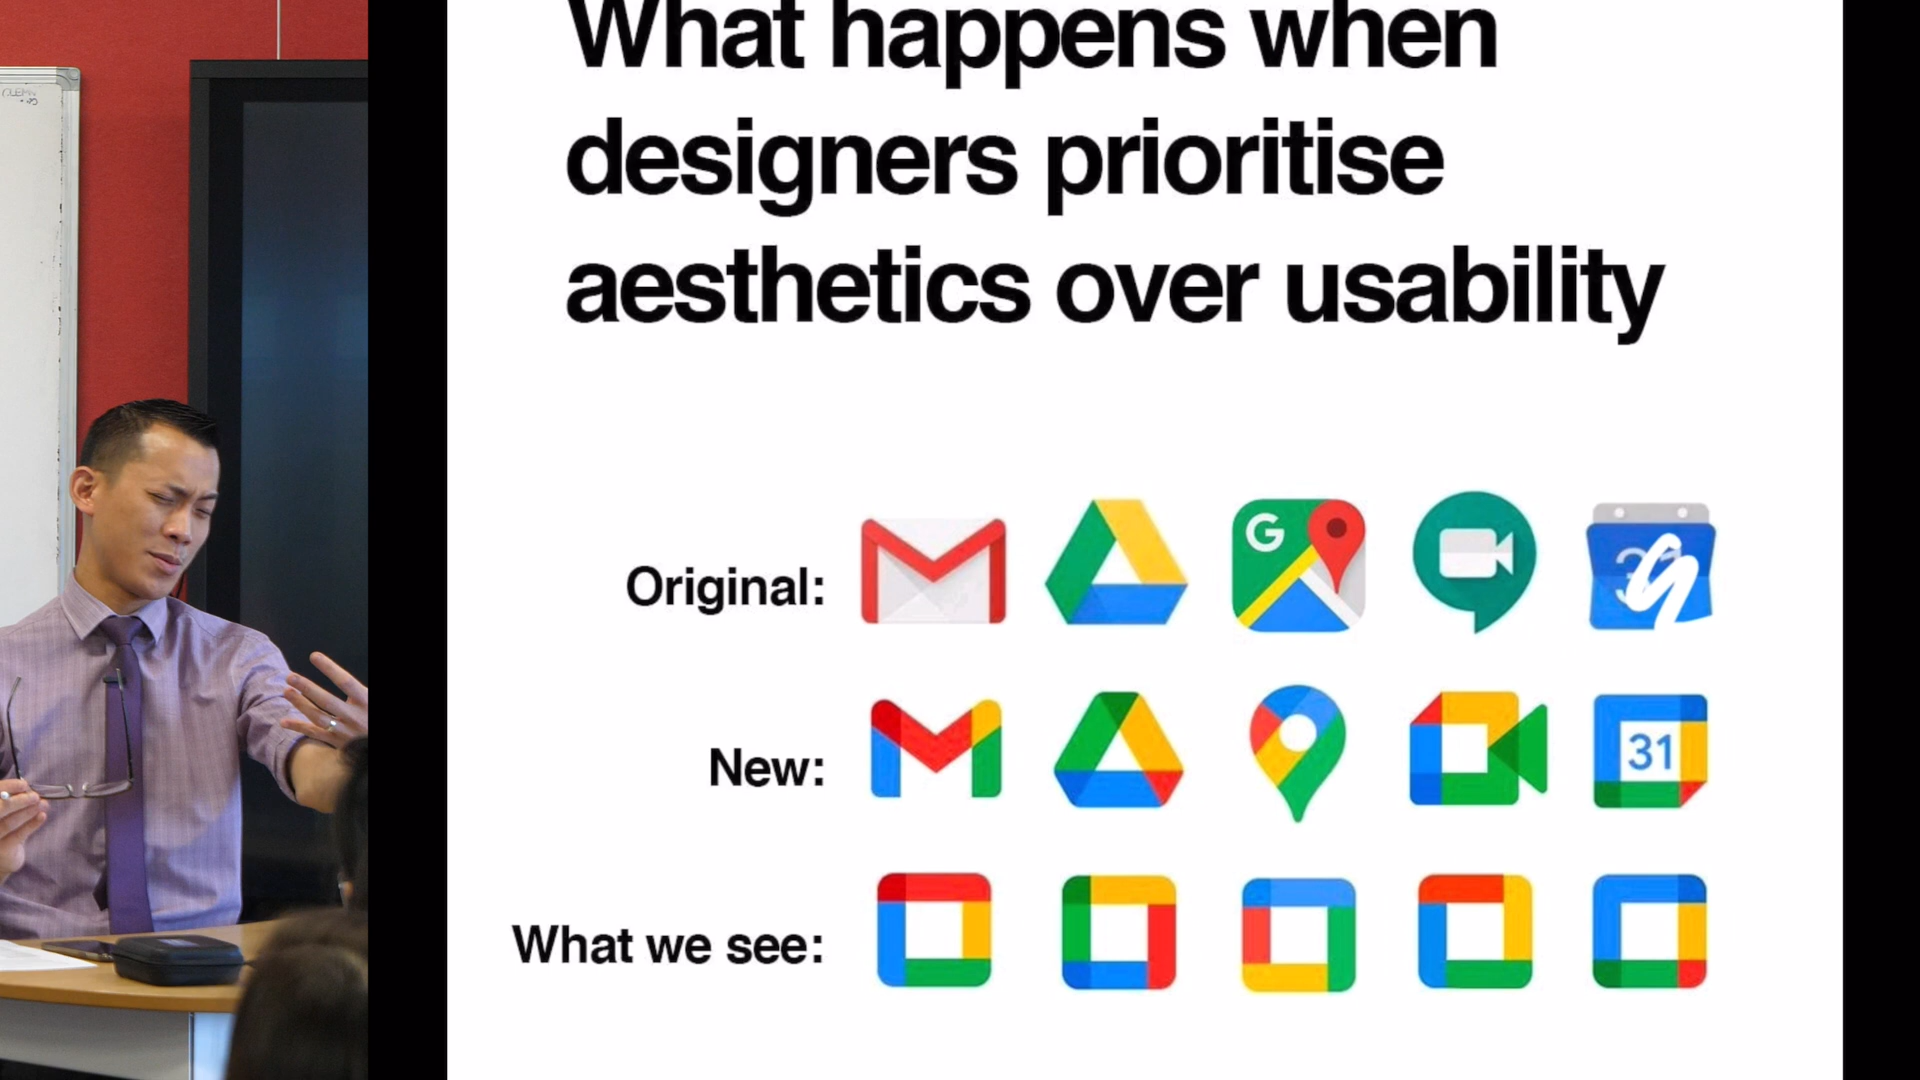 What happens when
designers prioritise
aesthetics over usability
Original:
G
New:
31
What we see: